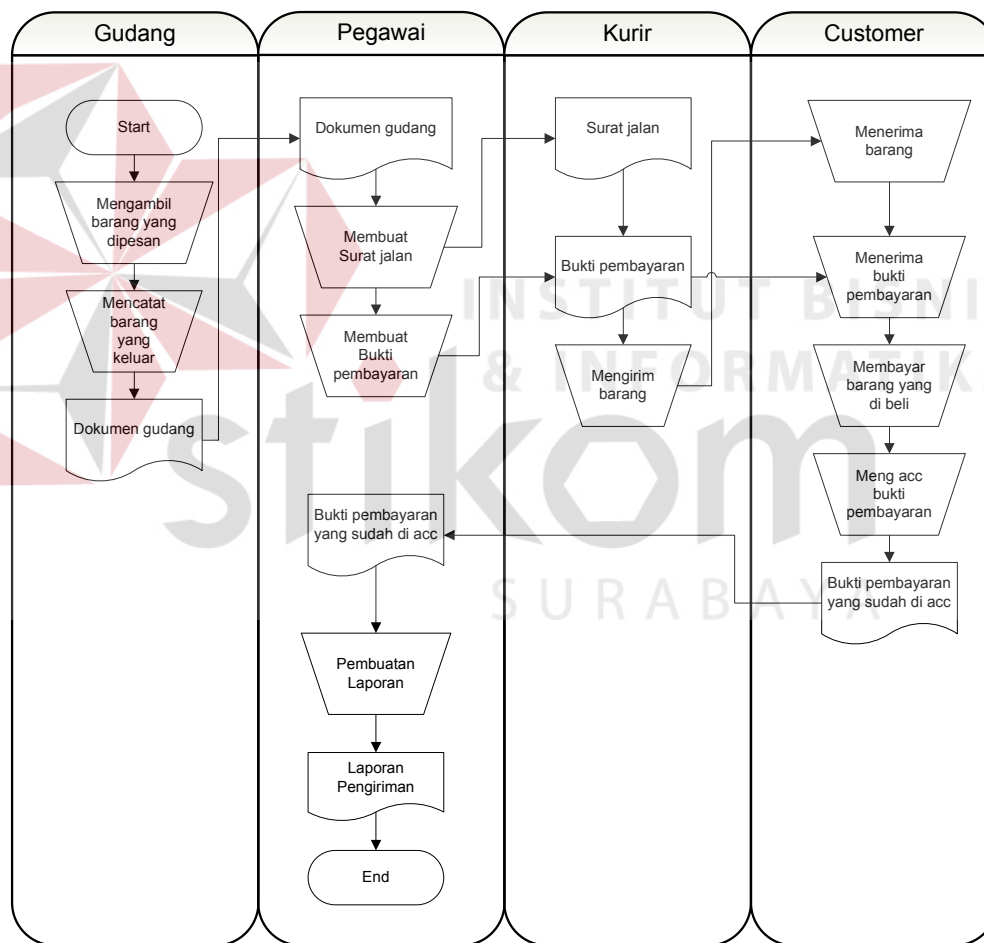 Gudang
Pegawai
Kurir
Customer
Start
Mengambil
barang yang
dipesan
Mencatat
barang
yang
keluar
Dokumen gudang
Dokumen gudang
Membuat
Surat jalan
Membuat
Bukti
pembayaran
Bukti pembayaran
yang sudah di acc
Pembuatan
Laporan
Laporan
Pengiriman
End
Surat jalan
Bukti pembayaran
Mengirim
barang
Menerima
barang
Menerima
bukti
pembayaran
Membayar
barang yang
di beli
Meng acc
bukti
pembayaran
Bukti pembayaran
yang sudah di acc
INSTITUT BISNI
& INFORMATIKA
stikom
SURABAYA